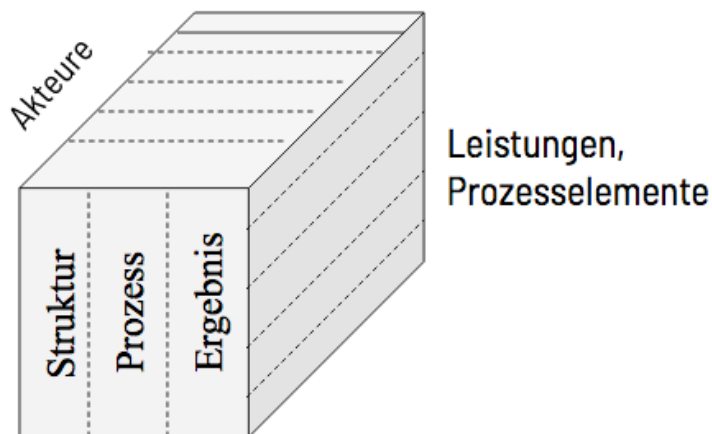 Akteure
Leistungen,
Prozesselemente
Struktur
Prozess
Ergebnis